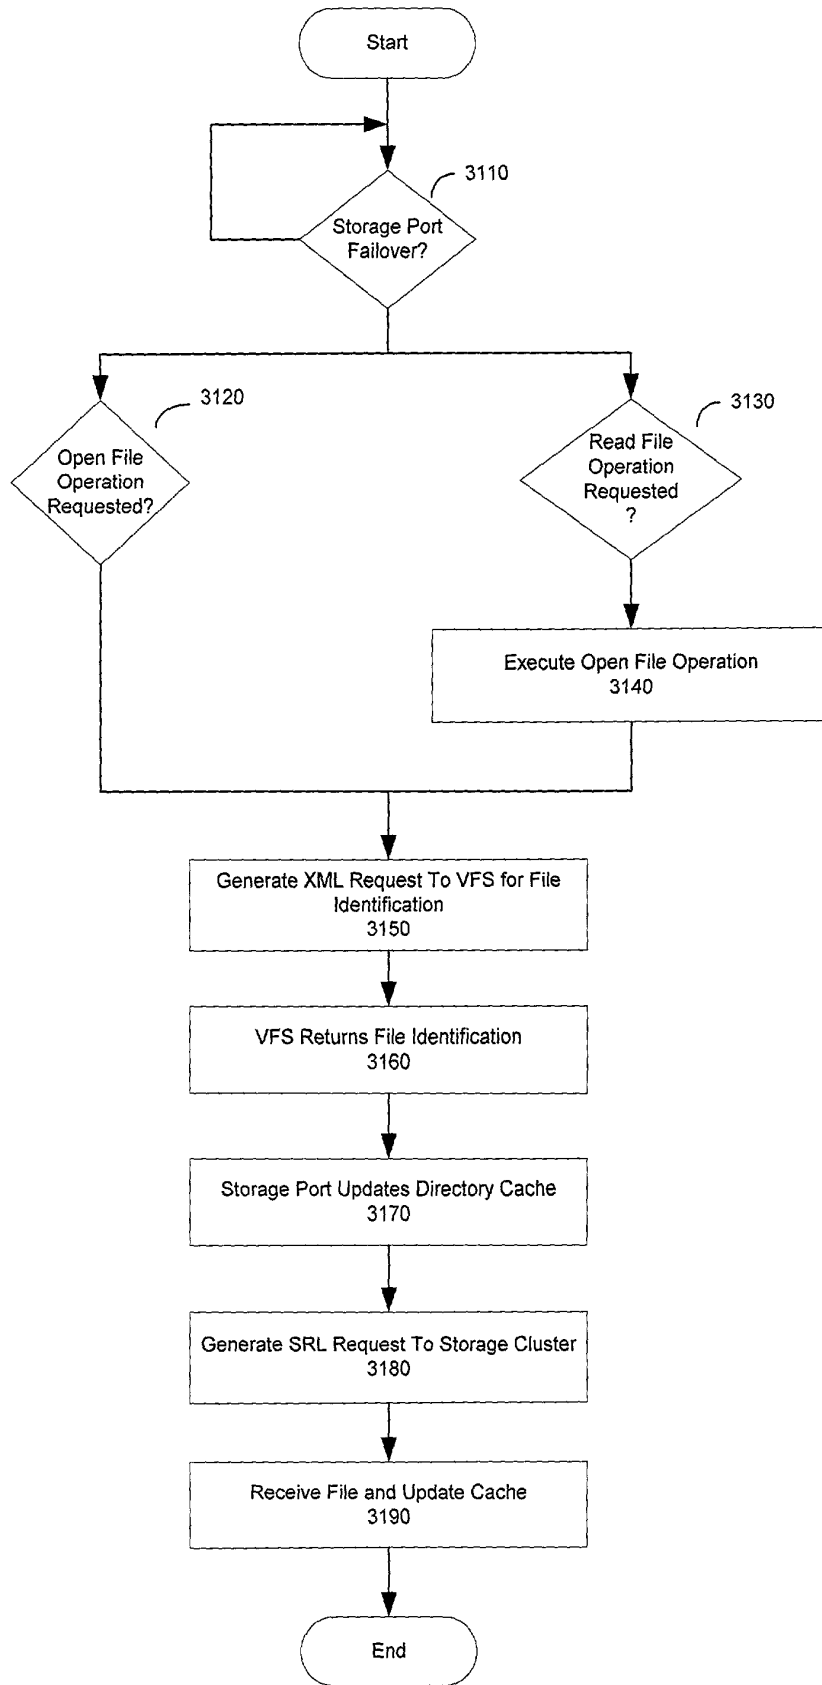 Start
3110
Storage Port
Failover?
3120
Open File
Operation
Requested?
3130
Read File
Operation
Requested
?
Execute Open File Operation
3140
Generate XML Request To VFS for File
Identification
3150
VFS Returns File Identification
3160
Storage Port Updates Directory Cache
3170
Generate SRL Request To Storage Cluster
3180
Receive File and Update Cache
3190
End